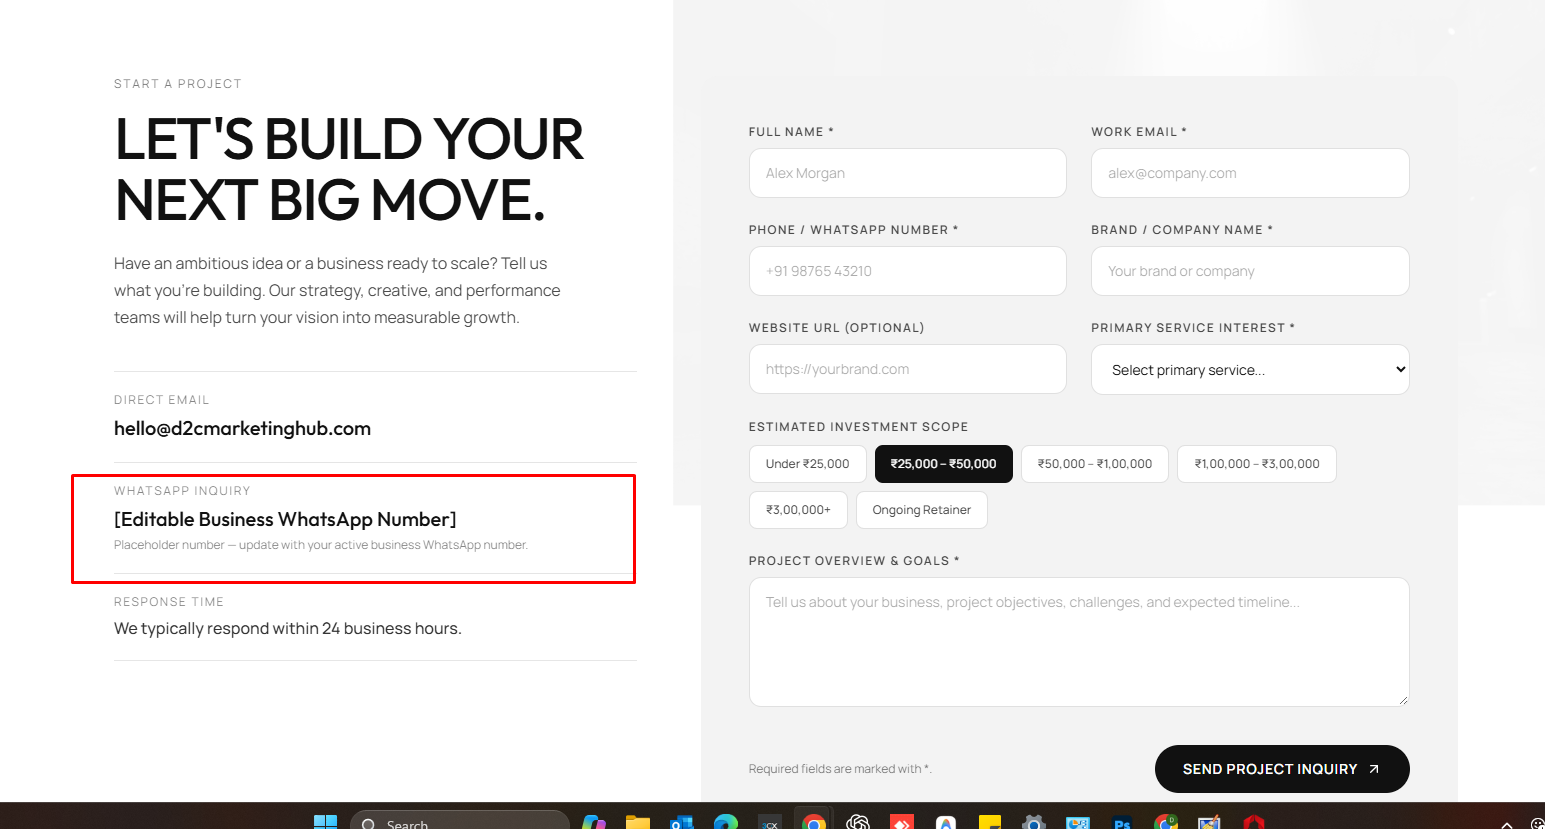 START A PROJECT
LET'S BUILD YOUR
NEXT BIG MOVE.
Have an ambitious idea or a business ready to scale? Tell us
what you're building. Our strategy, creative, and performance
teams will help turn your vision into measurable growth.
DIRECT EMAIL
hello@d2cmarketinghub.com
WHATSAPP INQUIRY
[Editable Business WhatsApp Number]
Placeholder number — update with your active business WhatsApp number.
RESPONSE TIME
We typically respond within 24 business hours.
FULL NAME *
Alex Morgan
WORK EMAIL *
alex@company.com
PHONE / WHATSAPP NUMBER *
+91 98765 43210
BRAND / COMPANY NAME *
Your brand or company
WEBSITE URL (OPTIONAL)
https://yourbrand.com
PRIMARY SERVICE INTEREST *
Select primary service...
ESTIMATED INVESTMENT SCOPE
Under ₹25,000
₹25,000 – ₹50,000
₹50,000 – ₹1,00,000
₹1,00,000 – ₹3,00,000
₹3,00,000+
Ongoing Retainer
PROJECT OVERVIEW & GOALS *
Tell us about your business, project objectives, challenges, and expected timeline...
Required fields are marked with *.
SEND PROJECT INQUIRY
Search
3CX
Ps